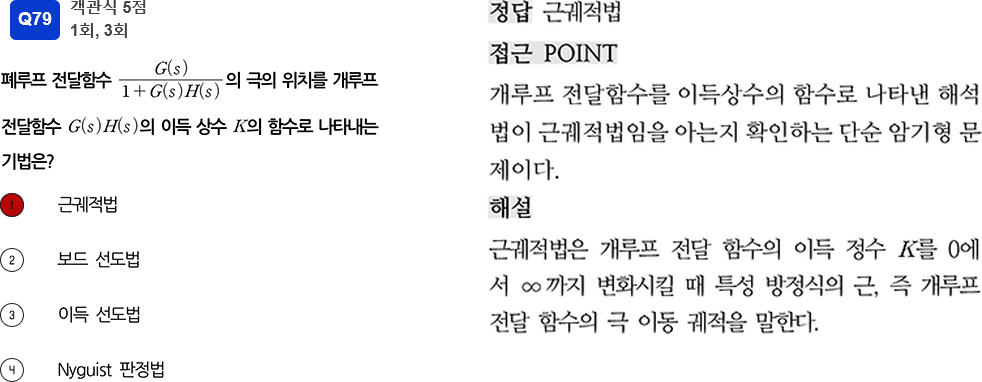 Q79
객관식 5점
1회, 3회
폐루프 전달함수 G(s) / 1+G(s)H(s) 의 극의 위치를 개루프
전달함수 G(s)H(s)의 이득 상수 K의 함수로 나타내는
기법은?
1 근궤적법
2 보드 선도법
3 이득 선도법
4 Nyguist 판정법
정답 근궤적법
접근 POINT
개루프 전달함수를 이득상수의 함수로 나타낸 해석
법이 근궤적법임을 아는지 확인하는 단순 암기형 문
제이다.
해설
근궤적법은 개루프 전달 함수의 이득 정수 K를 0에
서 ∞까지 변화시킬 때 특성 방정식의 근, 즉 개루프
전달 함수의 극 이동 궤적을 말한다.